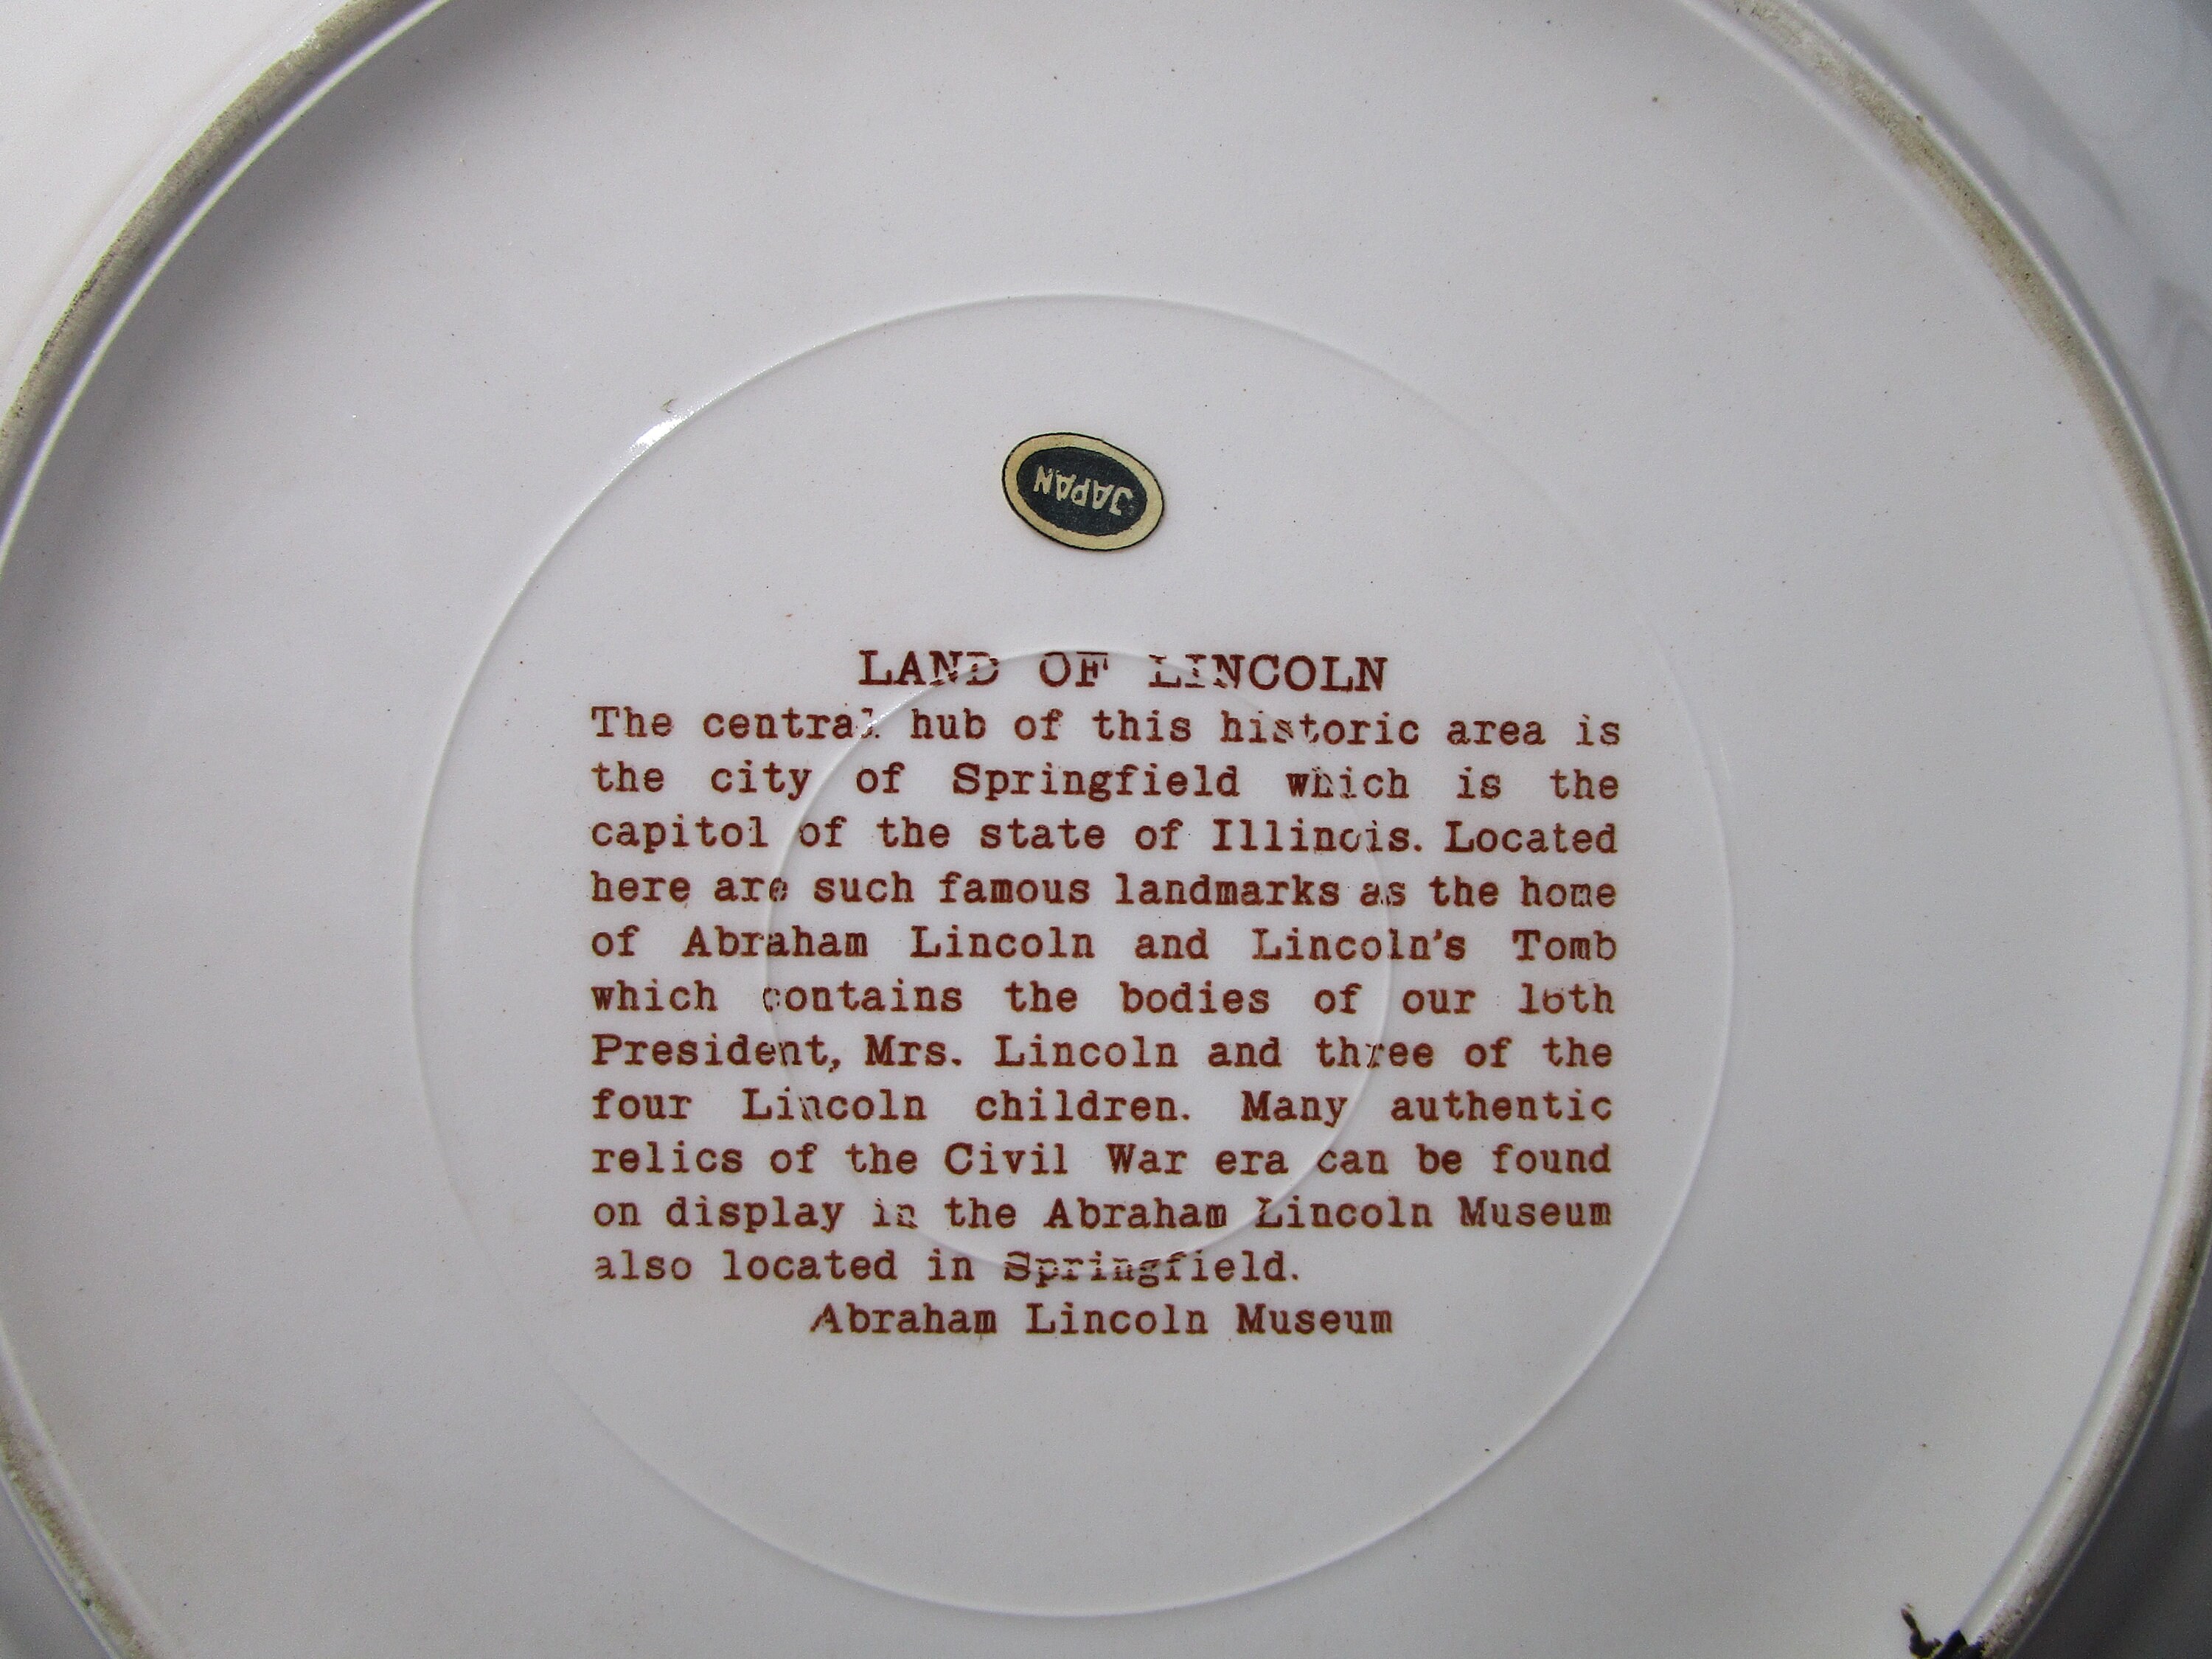 JAPAN
LAND OF LINCOLN
The central hub of this historic area is
the city of Springfield which is the
capitol of the state of Illinois. Located
here are such famous landmarks as the home
of Abraham Lincoln and Lincoln's Tomb
which contains the bodies of our 16th
President, Mrs. Lincoln and three of the
four Lincoln children. Many authentic
relics of the Civil War era can be found
on display in the Abraham Lincoln Museum
also located in Springfield.
Abraham Lincoln Museum